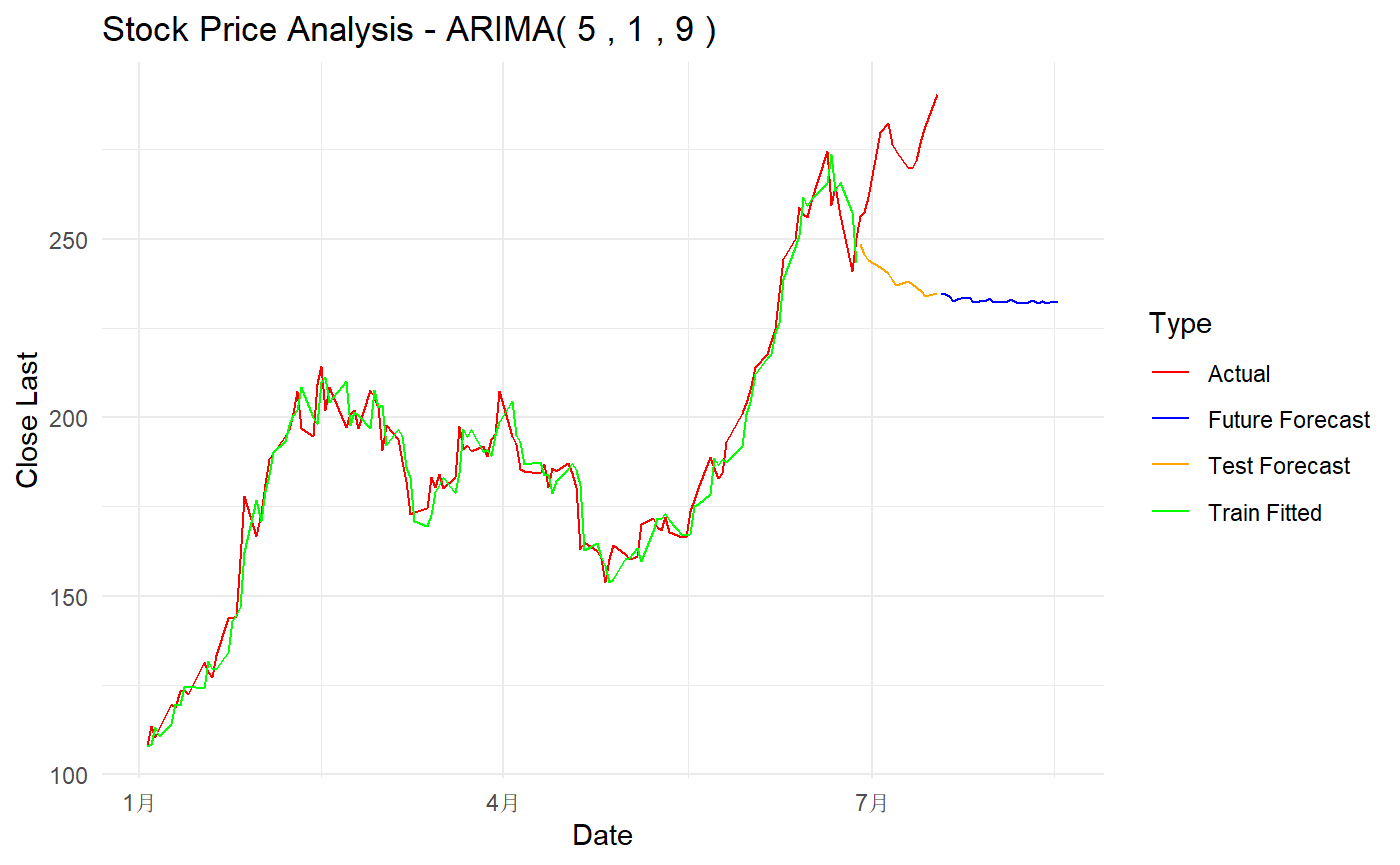 Stock Price Analysis - ARIMA( 5 , 1 , 9 )
Close Last
250
200
150
100
1月
4月
7月
Date
Type
Actual
Future Forecast
Test Forecast
Train Fitted